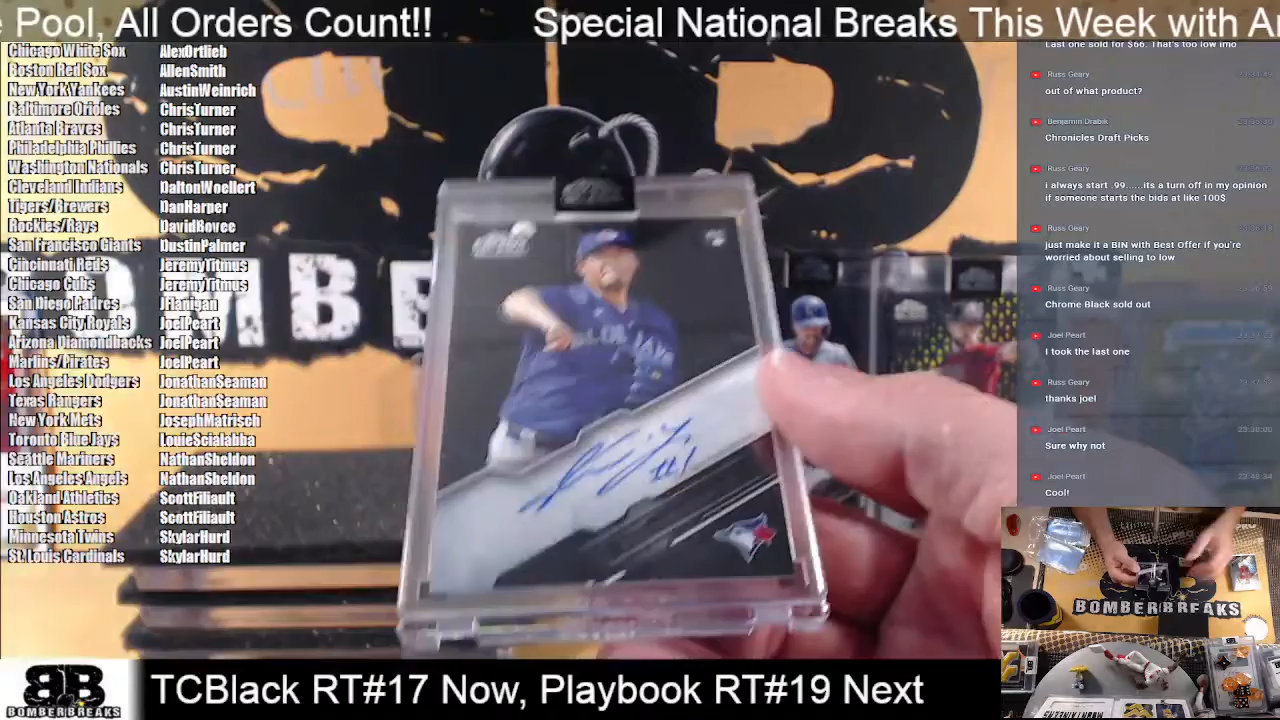 e Pool, All Orders Count!! Special National Breaks This Week with A
Chicago White Sox AlexOrtlieb
Boston Red Sox AllenSmith
New York Yankees AustinWeinrich
Baltimore Orioles ChrisTurner
Atlanta Braves ChrisTurner
Philadelphia Phillies ChrisTurner
Washington Nationals ChrisTurner
Cleveland Indians DaltonWoellert
Tigers/Brewers DanHarper
Rockies/Rays DavidBovee
San Francisco Giants DustinPalmer
Cincinnati Reds JeremyTitmus
Chicago Cubs JeremyTitmus
San Diego Padres JFlanigan
Kansas City Royals JoelPeart
Arizona Diamondbacks JoelPeart
Marlins/Pirates JoelPeart
Los Angeles Dodgers JonathanSeaman
Texas Rangers JonathanSeaman
New York Mets JosephMatrisch
Toronto Blue Jays LouieScialabba
Seattle Mariners NathanSheldon
Los Angeles Angels NathanSheldon
Oakland Athletics ScottFiliault
Houston Astros ScottFiliault
Minnesota Twins SkylarHurd
St. Louis Cardinals SkylarHurd
BOMBE
BLUE JAYS
Last one sold for $66. That's too low imo
Russ Geary
out of what product?
Benjamin Drabik
Chronicles Draft Picks
Russ Geary
i always start .99......its a turn off in my opinion
if someone starts the bids at like 100$
Russ Geary
just make it a BIN with Best Offer if you're
worried about selling to low
Russ Geary
Chrome Black sold out
Joel Peart
I took the last one
Russ Geary
thanks joel
Joel Peart
Sure why not
Joel Peart 23:40:34
Cool!
BOMBER BREAKS
BOMBERBREAKS
TCBlack RT#17 Now, Playbook RT#19 Next